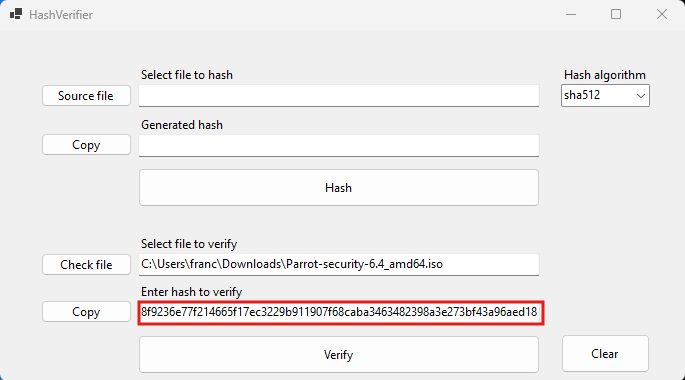 HashVerifier
Select file to hash
Hash algorithm
Source file
sha512
Generated hash
Copy
Hash
Select file to verify
Check file
C:\Users\franc\Downloads\Parrot-security-6.4_amd64.iso
Enter hash to verify
Copy
8f9236e77f214665f17ec3229b911907f68caba3463482398a3e273bf43a96aed18
Verify
Clear